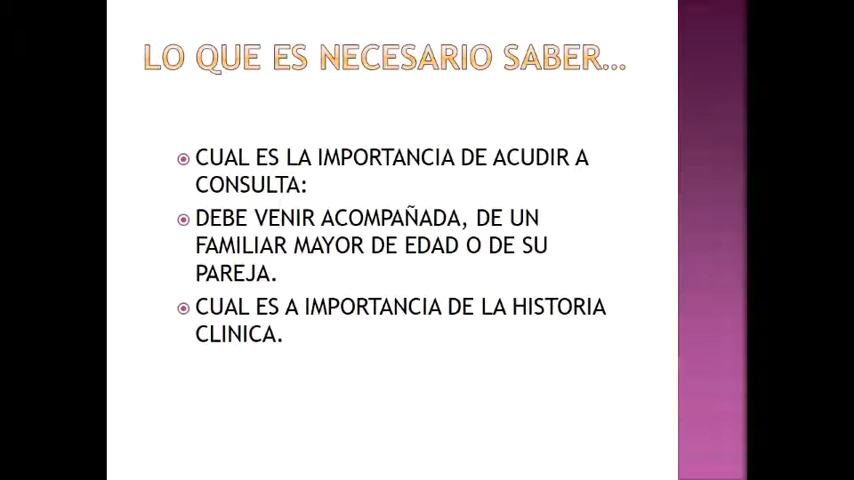 LO QUE ES NECESARIO SABER...
CUAL ES LA IMPORTANCIA DE ACUDIR A
CONSULTA:
DEBE VENIR ACOMPAÑADA, DE UN
FAMILIAR MAYOR DE EDAD O DE SU
PAREJA.
CUAL ES A IMPORTANCIA DE LA HISTORIA
CLINICA.